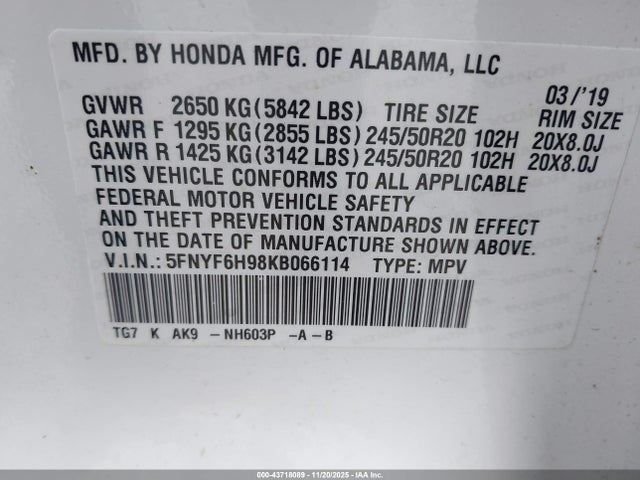 MFD. BY HONDA MFG. OF ALABAMA, LLC
03/'19
GVWR 2650 KG(5842 LBS) TIRE SIZE RIM SIZE
GAWR F 1295 KG(2855 LBS)245/50R20 102H 20X8.0J
GAWR R 1425 KG(3142 LBS)245/50R20 102H 20X8.0J
THIS VEHICLE CONFORMS TO ALL APPLICABLE
FEDERAL MOTOR VEHICLE SAFETY
AND THEFT PREVENTION STANDARDS IN EFFECT
ON THE DATE OF MANUFACTURE SHOWN ABOVE.
V.I.N.: 5FNYF6H98KB066114 TYPE: MPV
TG7 K AK9 -NH603P -A-B
000-43718089 - 11/20/2025 - IAA Inc.